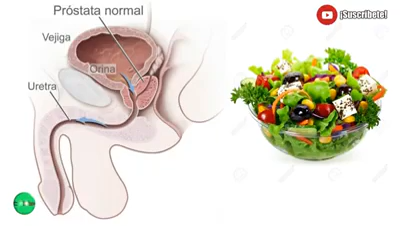 Próstata normal
¡Suscríbete!
Vejiga
Orina
Uretra